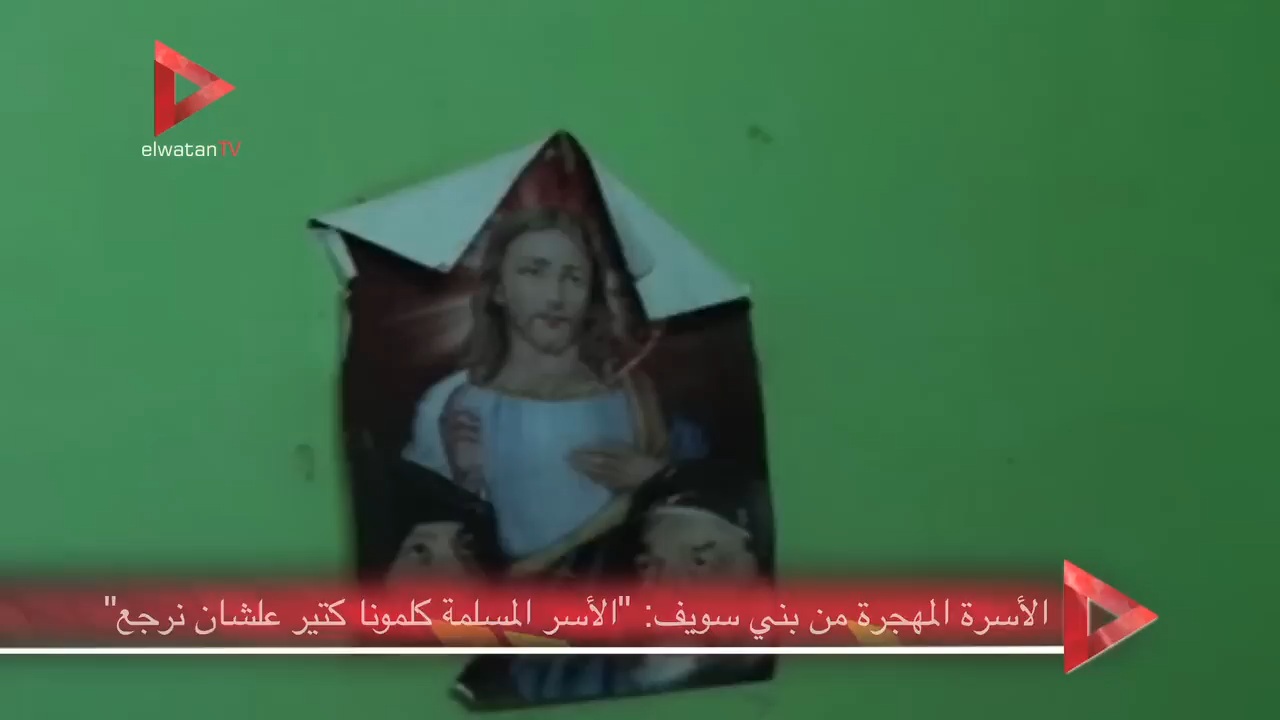 elwatanTV
الأسرة المهجرة من بني سويف: "الأسر المسلمة كلمونا كتير علشان نرجع"